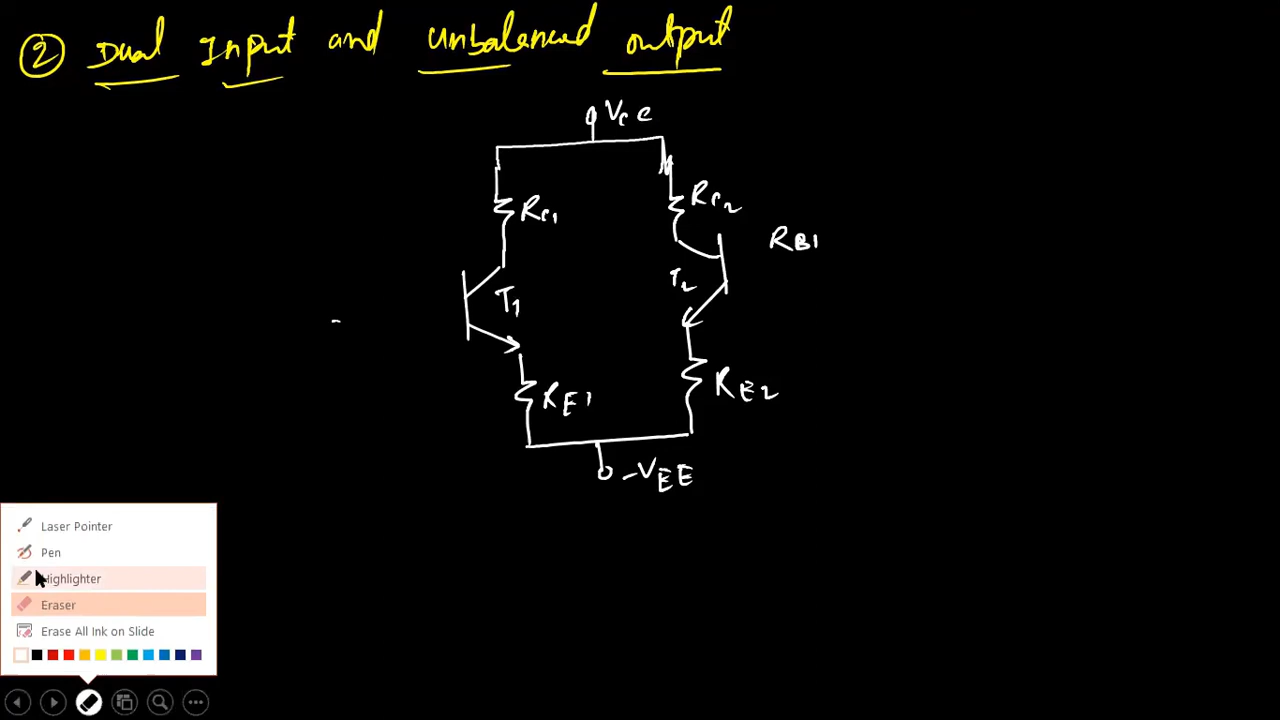 ② Dual Input and unbalanced output
VCC
RC1
RC2
RB1
T1
T2
RE1
RE2
-VEE
Laser Pointer
Pen
Highlighter
Eraser
Erase All Ink on Slide